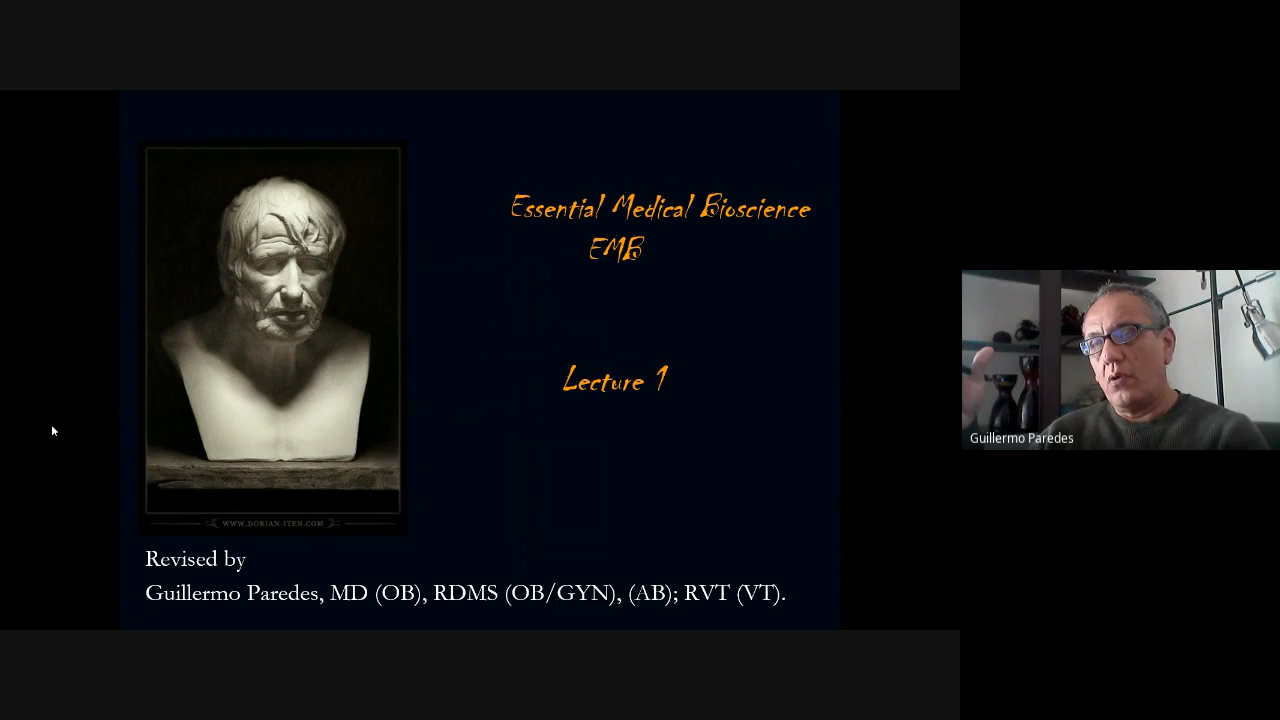 Essential Medical Bioscience
EMB
Lecture 1
WWW.DORIAN-ITEN.COM
Revised by
Guillermo Paredes, MD (OB), RDMS (OB/GYN), (AB); RVT (VT).
Guillermo Paredes